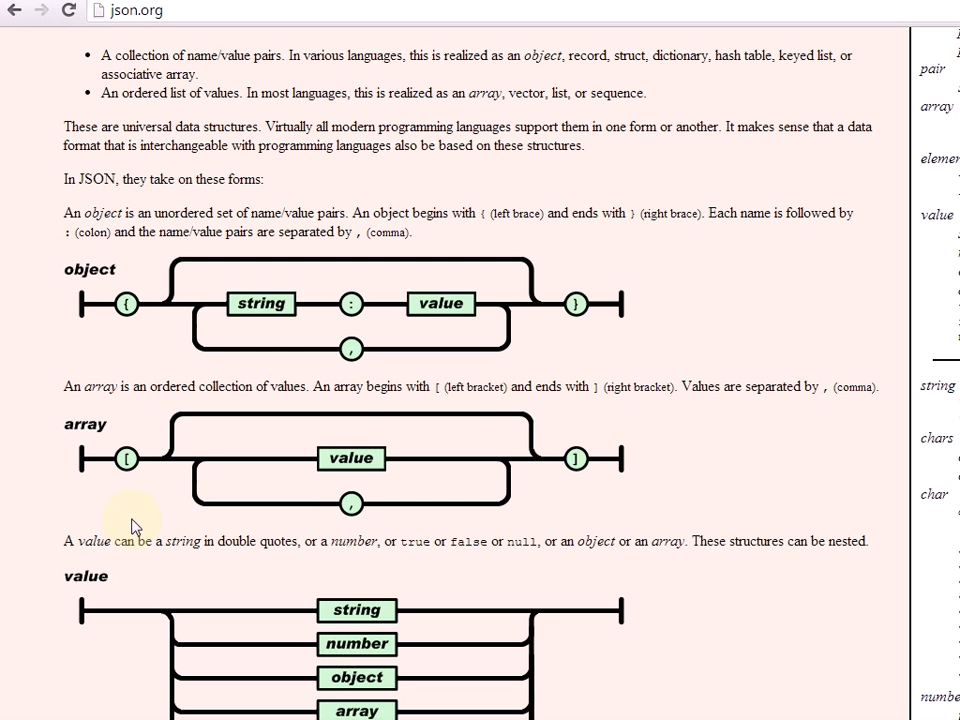 json.org
• A collection of name/value pairs. In various languages, this is realized as an object, record, struct, dictionary, hash table, keyed list, or
associative array.
• An ordered list of values. In most languages, this is realized as an array, vector, list, or sequence.
These are universal data structures. Virtually all modern programming languages support them in one form or another. It makes sense that a data
format that is interchangeable with programming languages also be based on these structures.
In JSON, they take on these forms:
An object is an unordered set of name/value pairs. An object begins with { (left brace) and ends with } (right brace). Each name is followed by
: (colon) and the name/value pairs are separated by , (comma).
object
{ string : value }
,
An array is an ordered collection of values. An array begins with [ (left bracket) and ends with ] (right bracket). Values are separated by , (comma).
array
[ value ]
,
A value can be a string in double quotes, or a number, or true or false or null, or an object or an array. These structures can be nested.
value
string
number
object
array
pair
array
value
string
chars
char